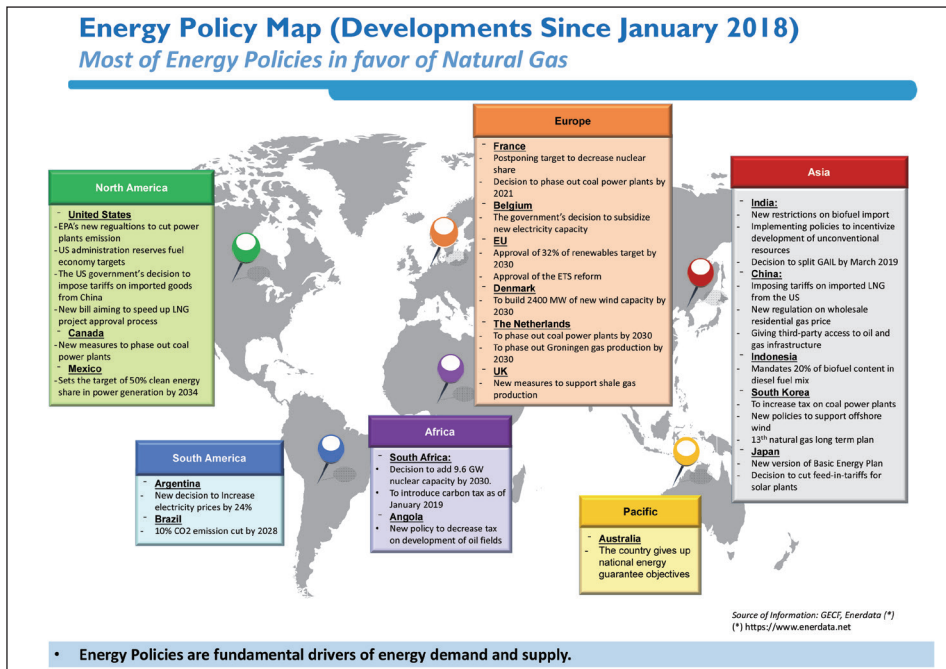 Energy Policy Map (Developments Since January 2018)
Most of Energy Policies in favor of Natural Gas
North America
- United States
-EPA's new regualtions to cut power
plants emission
-US administration reserves fuel
economy targets
-The US government's decision to
impose tariffs on imported goods
from China
-New bill aiming to speed up LNG
project approval process
- Canada
-New measures to phase out coal
power plants
- Mexico
-Sets the target of 50% clean energy
share in power generation by 2034
South America
- Argentina
- New decision to Increase
electricity prices by 24%
- Brazil
- 10% CO2 emission cut by 2028
Europe
- France
- Postponing target to decrease nuclear
share
- Decision to phase out coal power plants by
2021
- Belgium
- The government's decision to subsidize
new electricity capacity
- EU
- Approval of 32% of renewables target by
2030
- Approval of the ETS reform
- Denmark
- To build 2400 MW of new wind capacity by
2030
- The Netherlands
- To phase out coal power plants by 2030
- To phase out Groningen gas production by
2030
- UK
- New measures to support shale gas
production
Africa
- South Africa:
• Decision to add 9.6 GW
nuclear capacity by 2030.
• To introduce carbon tax as of
January 2019
- Angola
• New policy to decrease tax
on development of oil fields
Asia
- India:
- New restrictions on biofuel import
- Implementing policies to incentivize
development of unconventional
resources
- Decision to split GAIL by March 2019
- China:
- Imposing tariffs on imported LNG
from the US
- New regulation on wholesale
residential gas price
- Giving third-party access to oil and
gas infrastructure
- Indonesia
- Mandates 20% of biofuel content in
diesel fuel mix
- South Korea
- To increase tax on coal power plants
- New policies to support offshore
wind
- 13th natural gas long term plan
- Japan
- New version of Basic Energy Plan
- Decision to cut feed-in-tariffs for
solar plants
Pacific
- Australia
- The country gives up
national energy
guarantee objectives
Source of Information: GECF, Enerdata (*)
(*) https://www.enerdata.net
• Energy Policies are fundamental drivers of energy demand and supply.